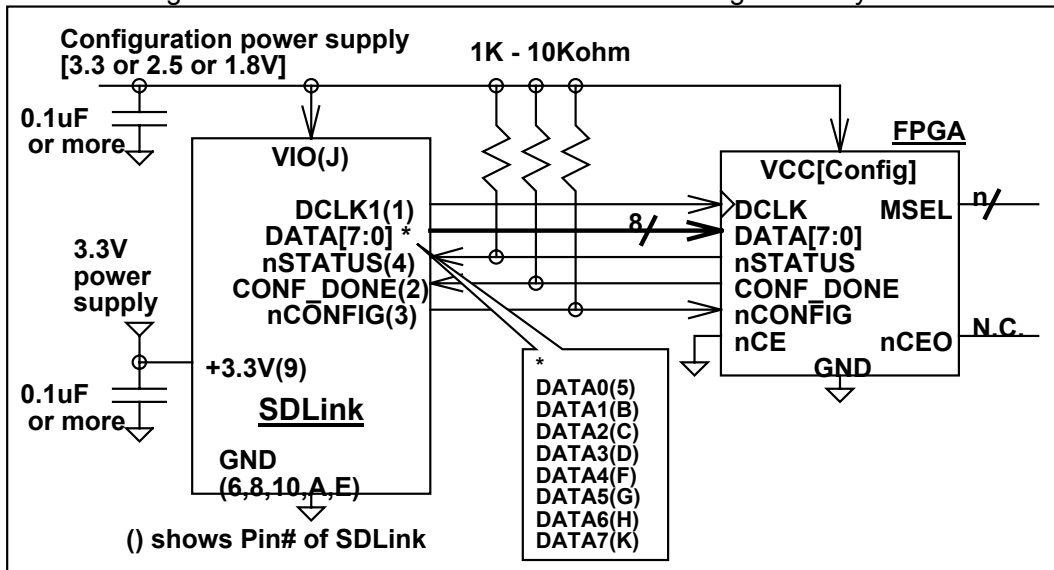 Configuration power supply
[3.3 or 2.5 or 1.8V]
1K - 10Kohm
0.1uF
or more
VIO(J)
DCLK1(1)
DATA[7:0] *
nSTATUS(4)
CONF_DONE(2)
nCONFIG(3)
3.3V
power
supply
+3.3V(9)
0.1uF
or more
SDLink
GND
(6,8,10,A,E)
() shows Pin# of SDLink
8
*
DATA0(5)
DATA1(B)
DATA2(C)
DATA3(D)
DATA4(F)
DATA5(G)
DATA6(H)
DATA7(K)
FPGA
VCC[Config]
DCLK
MSEL
n
DATA[7:0]
nSTATUS
CONF_DONE
nCONFIG
nCE
nCEO
N.C.
GND